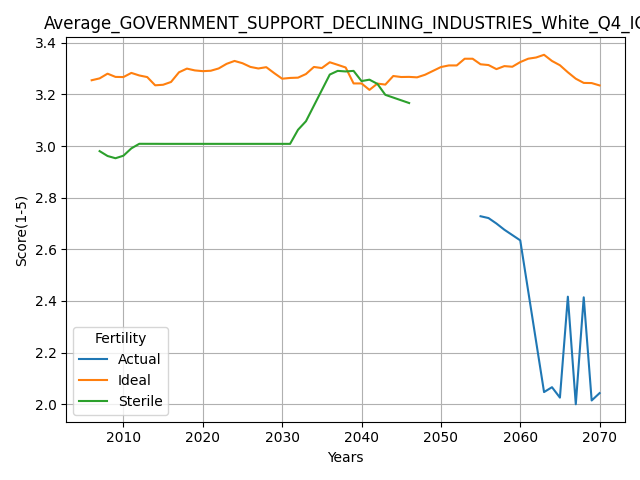 Average_GOVERNMENT_SUPPORT_DECLINING_INDUSTRIES_White_Q4_IQ
3.4
3.2
3.0
2.8
2.6
2.4
2.2
2.0
Score(1-5)
Fertility
Actual
Ideal
Sterile
2010
2020
2030
2040
2050
2060
2070
Years